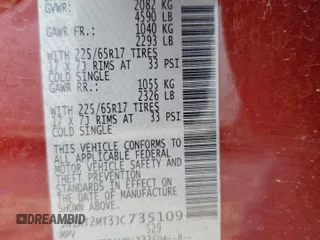 GVWR: 2082 KG
4590 LB
GAWR FR.: 1040 KG
2293 LB
WITH 225/65R17 TIRES
17 X 7J RIMS AT 33 PSI
COLD SINGLE
GAWR RR.: 1055 KG
2326 LB
WITH 225/65R17 TIRES
17 X 7J RIMS AT 33 PSI
COLD SINGLE
THIS VEHICLE CONFORMS TO
ALL APPLICABLE FEDERAL
MOTOR VEHICLE SAFETY AND
THEFT PREVENTION
STANDARDS IN EFFECT ON
THE DATE OF MANUFACTURE
SHOWN ABOVE.
2MT33C735109
MPV 529
DREAMBID